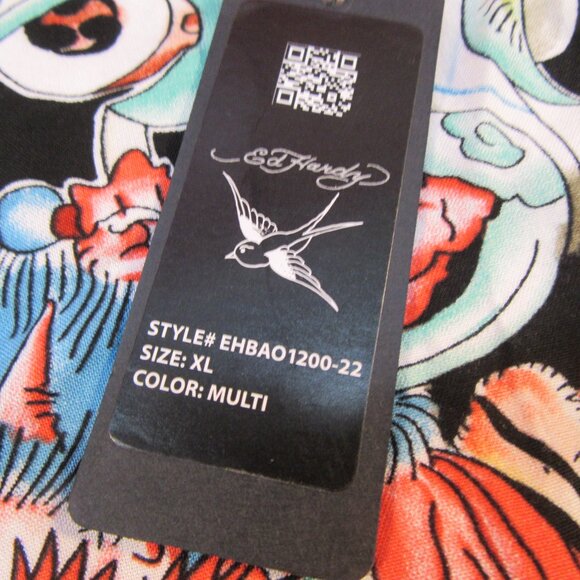 Ed Hardy
STYLE# EHBAO1200-22
SIZE: XL
COLOR: MULTI